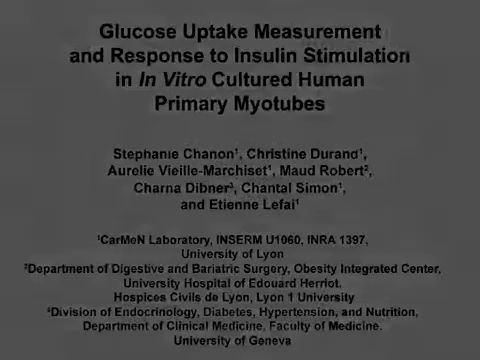 Glucose Uptake Measurement
and Response to Insulin Stimulation
in In Vitro Cultured Human
Primary Myotubes
Stephanie Chanon¹, Christine Durand¹,
Aurelie Vieille-Marchiset¹, Maud Robert²,
Charna Dibner³, Chantal Simon¹,
and Etienne Lefai¹
¹CarMeN Laboratory, INSERM U1060, INRA 1397,
University of Lyon
²Department of Digestive and Bariatric Surgery, Obesity Integrated Center,
University Hospital of Edouard Herriot,
Hospices Civils de Lyon, Lyon 1 University
³Division of Endocrinology, Diabetes, Hypertension, and Nutrition,
Department of Clinical Medicine, Faculty of Medicine,
University of Geneva